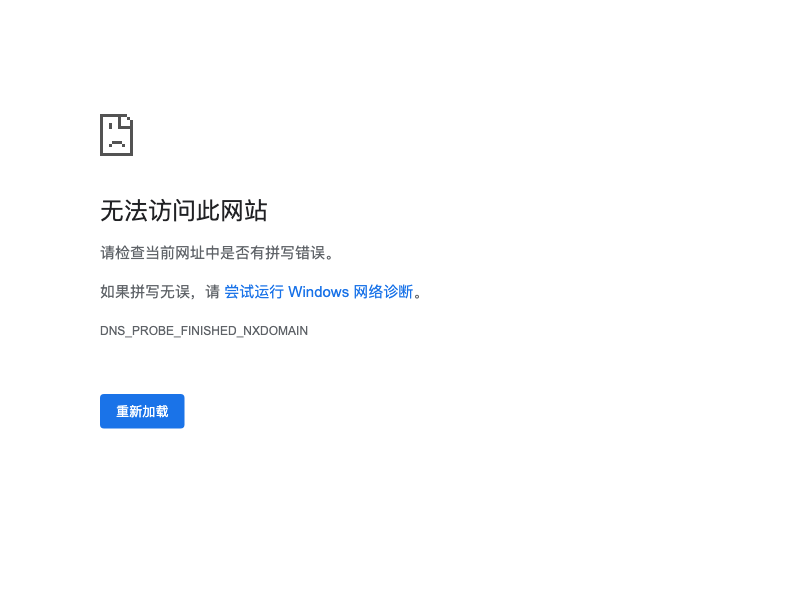 无法访问此网站
请检查当前网址中是否有拼写错误。
如果拼写无误，请 尝试运行 Windows 网络诊断。
DNS_PROBE_FINISHED_NXDOMAIN
重新加载